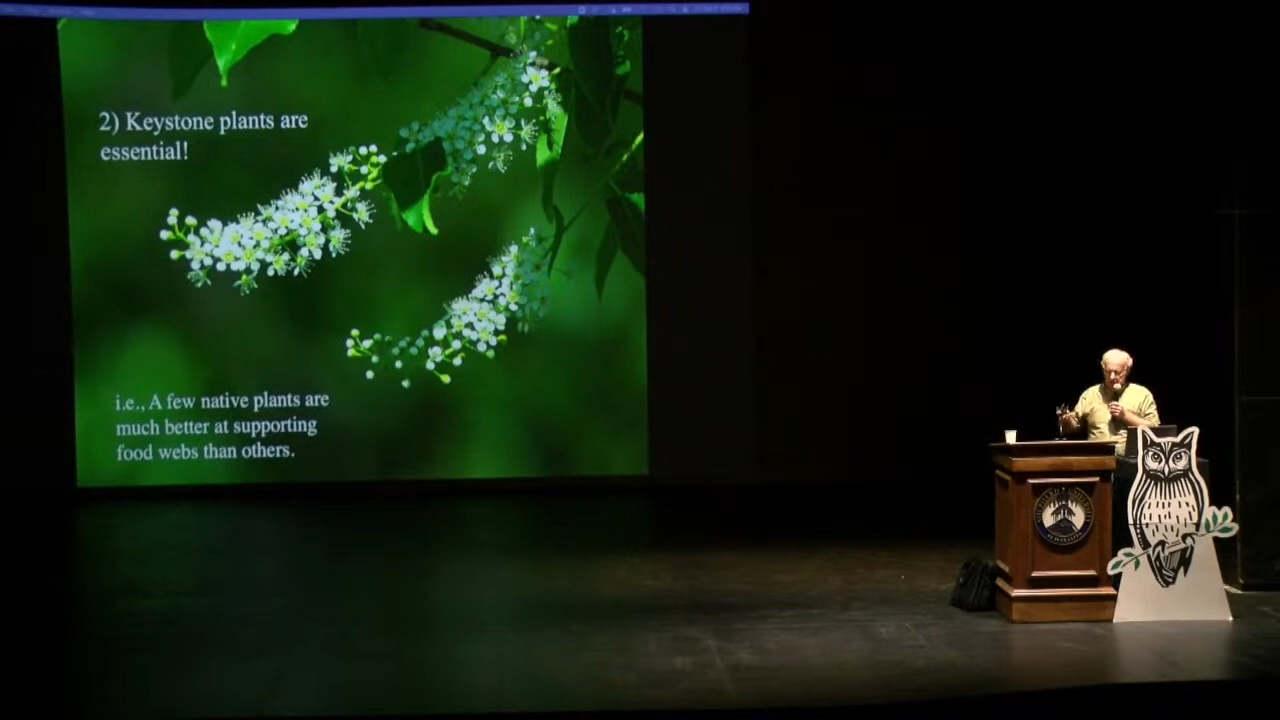 2) Keystone plants are
essential!
i.e., A few native plants are
much better at supporting
food webs than others.